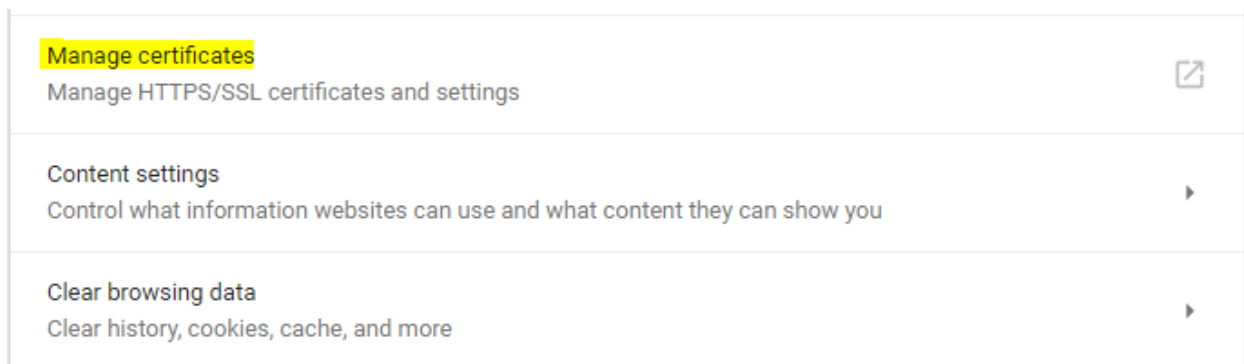 Manage certificates
Manage HTTPS/SSL certificates and settings
Content settings
Control what information websites can use and what content they can show you
Clear browsing data
Clear history, cookies, cache, and more